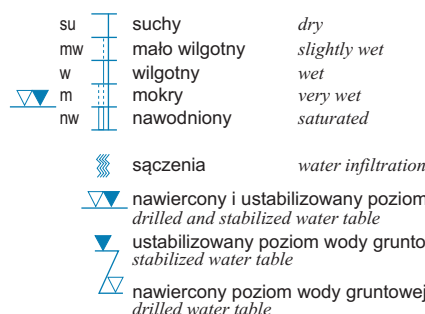 su suchy dry
mw mało wilgotny slightly wet
w wilgotny wet
m mokry very wet
nw nawodniony saturated
sączenia water infiltration
nawiercony i ustabilizowany poziom
drilled and stabilized water table
ustabilizowany poziom wody grunto
stabilized water table
nawiercony poziom wody gruntowej
drilled water table